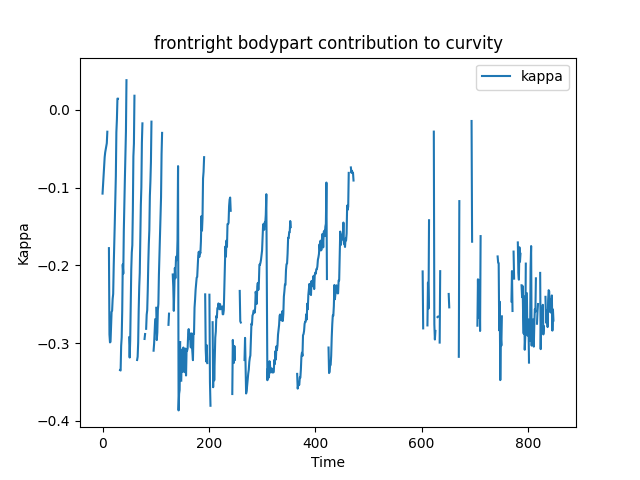 frontright bodypart contribution to curvity
kappa
0.0
−0.1
−0.2
−0.3
−0.4
Kappa
0
200
400
600
800
Time